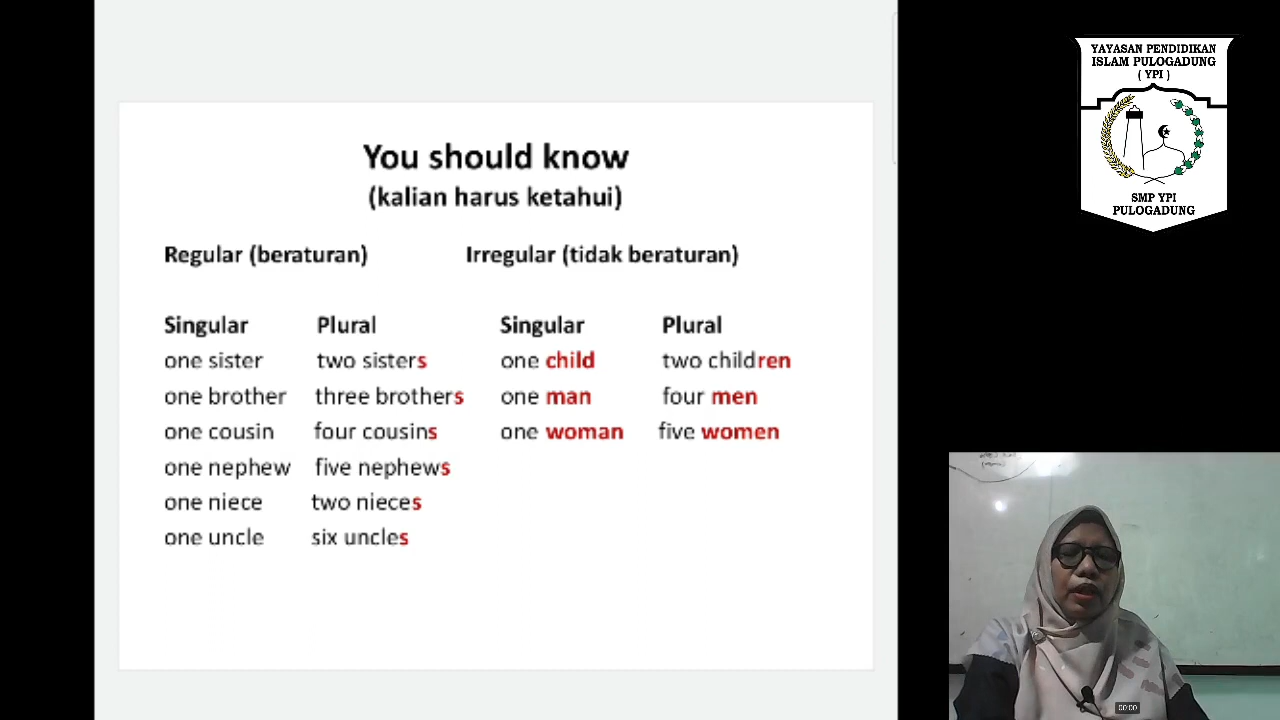 You should know
(kalian harus ketahui)
Regular (beraturan) Irregular (tidak beraturan)
Singular Plural Singular Plural
one sister two sisters one child two children
one brother three brothers one man four men
one cousin four cousins one woman five women
one nephew five nephews
one niece two nieces
one uncle six uncles
YAYASAN PENDIDIKAN
ISLAM PULOGADUNG
( YPI )
SMP YPI
PULOGADUNG
00:00